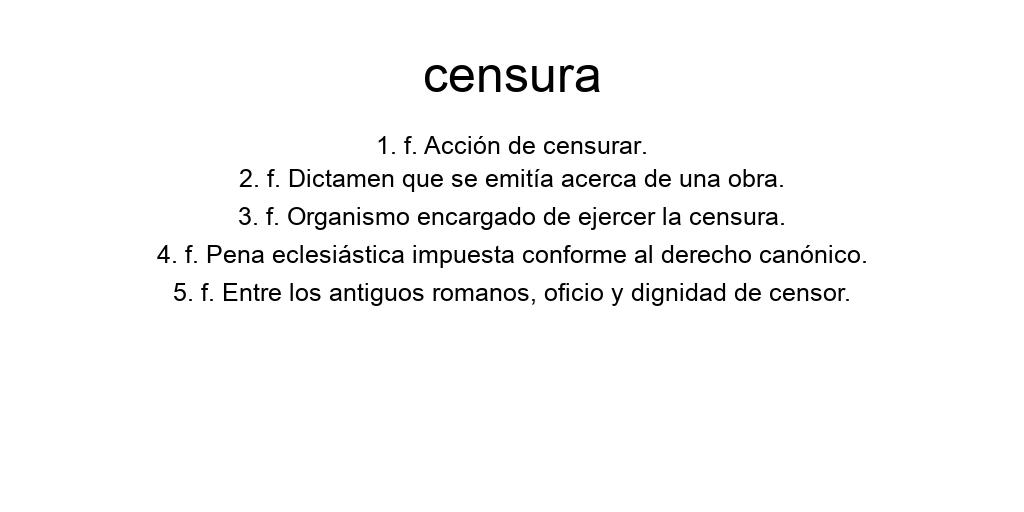 censura
1. f. Acción de censurar.
2. f. Dictamen que se emitía acerca de una obra.
3. f. Organismo encargado de ejercer la censura.
4. f. Pena eclesiástica impuesta conforme al derecho canónico.
5. f. Entre los antiguos romanos, oficio y dignidad de censor.